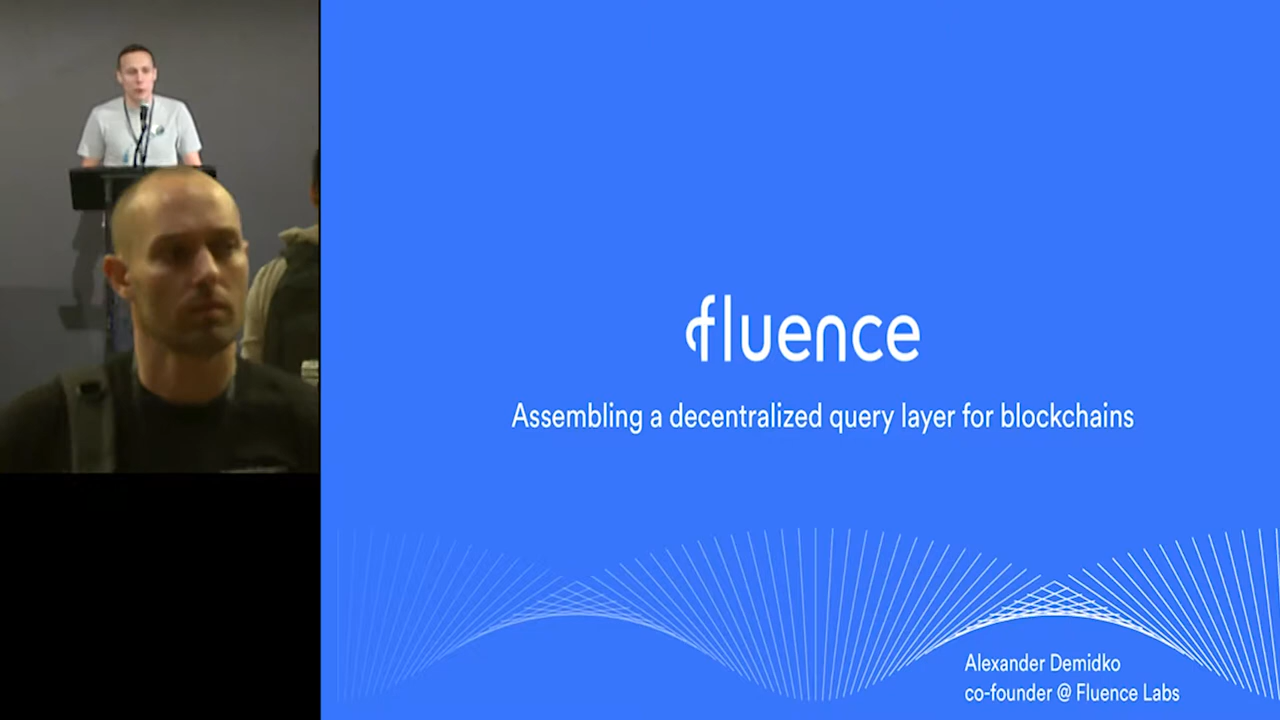 fluence
Assembling a decentralized query layer for blockchains
Alexander Demidko
co-founder @ Fluence Labs